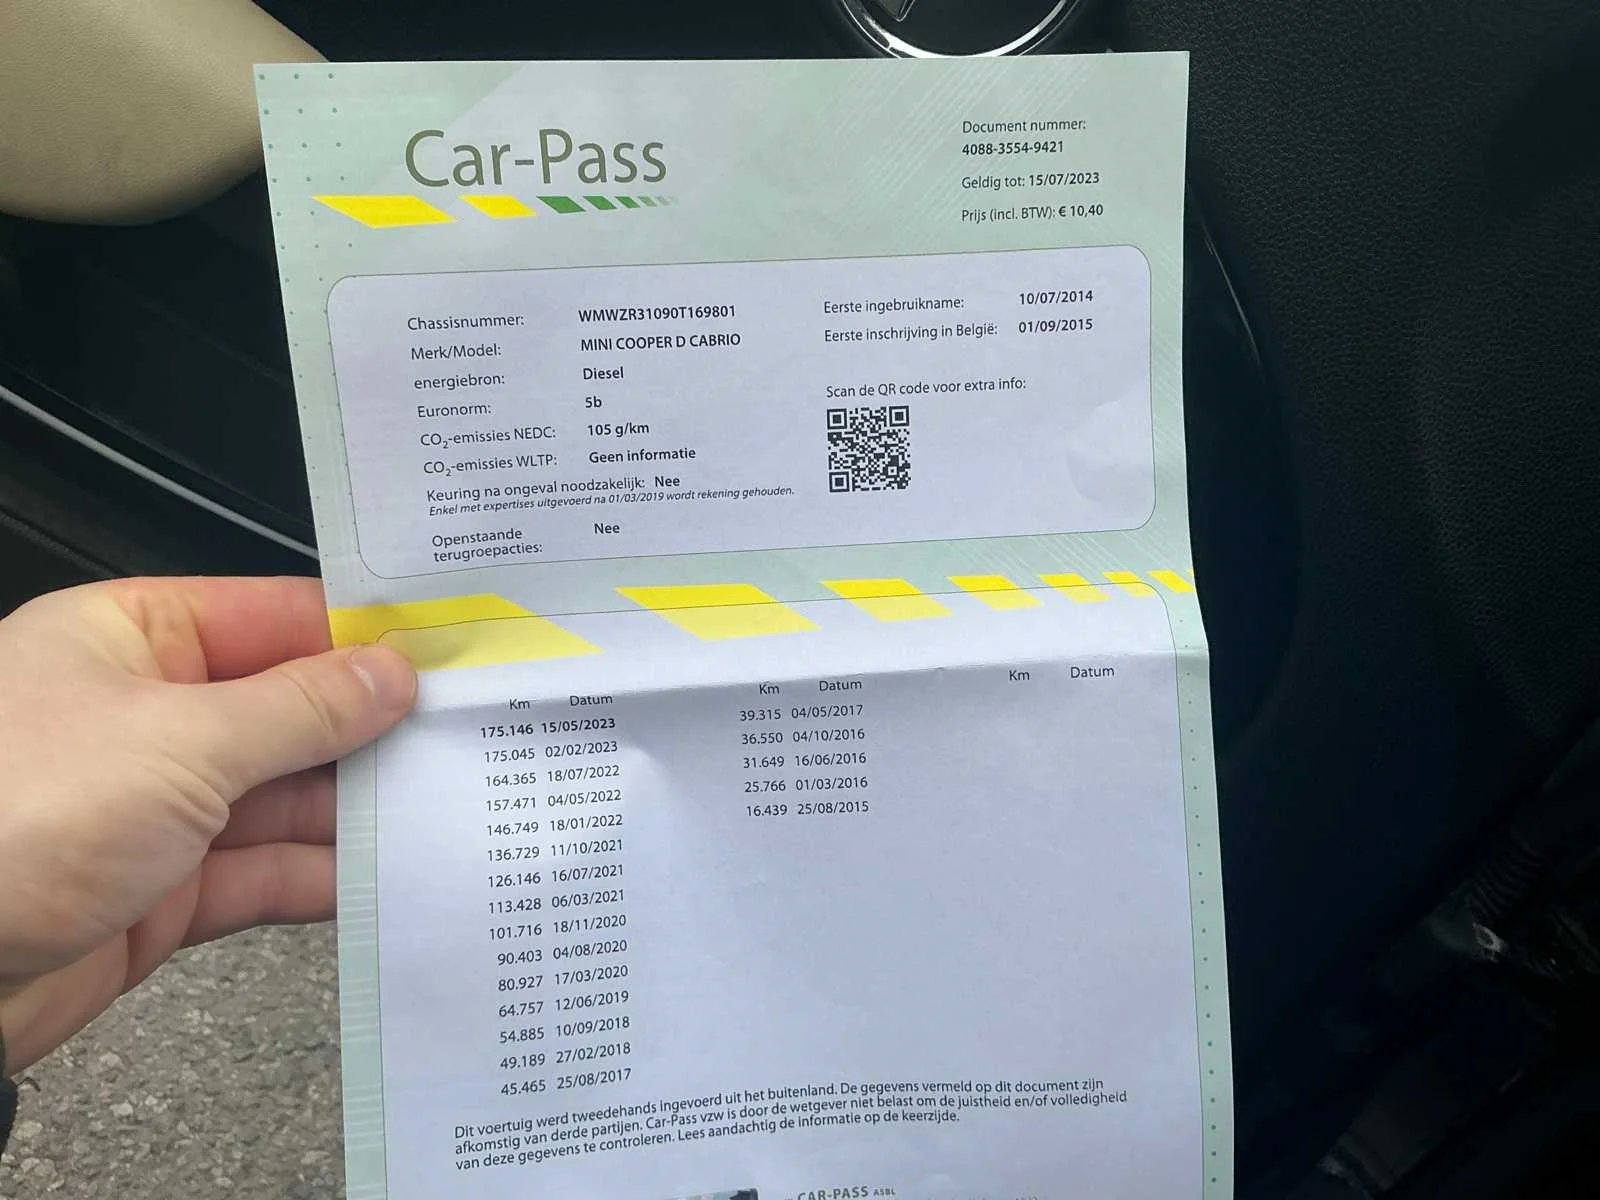 Car-Pass
Document nummer:
4088-3554-9421
Geldig tot: 15/07/2023
Prijs (incl. BTW): € 10,40
Chassisnummer: WMWZR31090T169801
Merk/Model: MINI COOPER D CABRIO
energiebron: Diesel
Euronorm: 5b
CO2-emissies NEDC: 105 g/km
CO2-emissies WLTP: Geen informatie
Keuring na ongeval noodzakelijk: Nee
Enkel met expertises uitgevoerd na 01/03/2019 wordt rekening gehouden.
Openstaande
terugroepacties: Nee
Eerste ingebruikname: 10/07/2014
Eerste inschrijving in België: 01/09/2015
Scan de QR code voor extra info:
Km Datum
175.146 15/05/2023
175.045 02/02/2023
164.365 18/07/2022
157.471 04/05/2022
146.749 18/01/2022
136.729 11/10/2021
126.146 16/07/2021
113.428 06/03/2021
101.716 18/11/2020
90.403 04/08/2020
80.927 17/03/2020
64.757 12/06/2019
54.885 10/09/2018
49.189 27/02/2018
45.465 25/08/2017
Km Datum
39.315 04/05/2017
36.550 04/10/2016
31.649 16/06/2016
25.766 01/03/2016
16.439 25/08/2015
Km Datum
Dit voertuig werd tweedehands ingevoerd uit het buitenland. De gegevens vermeld op dit document zijn
afkomstig van derde partijen. Car-Pass vzw is door de wetgever niet belast om de juistheid en/of volledigheid
van deze gegevens te controleren. Lees aandachtig de informatie op de keerzijde.
CAR-PASS ASBL